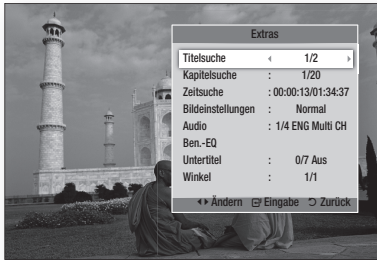 Extras
Titelsuche 1/2
Kapitelsuche : 1/20
Zeitsuche : 00:00:13/01:34:37
Bildeinstellungen : Normal
Audio : 1/4 ENG Multi CH
Ben.-EQ
Untertitel : 0/7 Aus
Winkel : 1/1
Ändern Eingabe Zurück